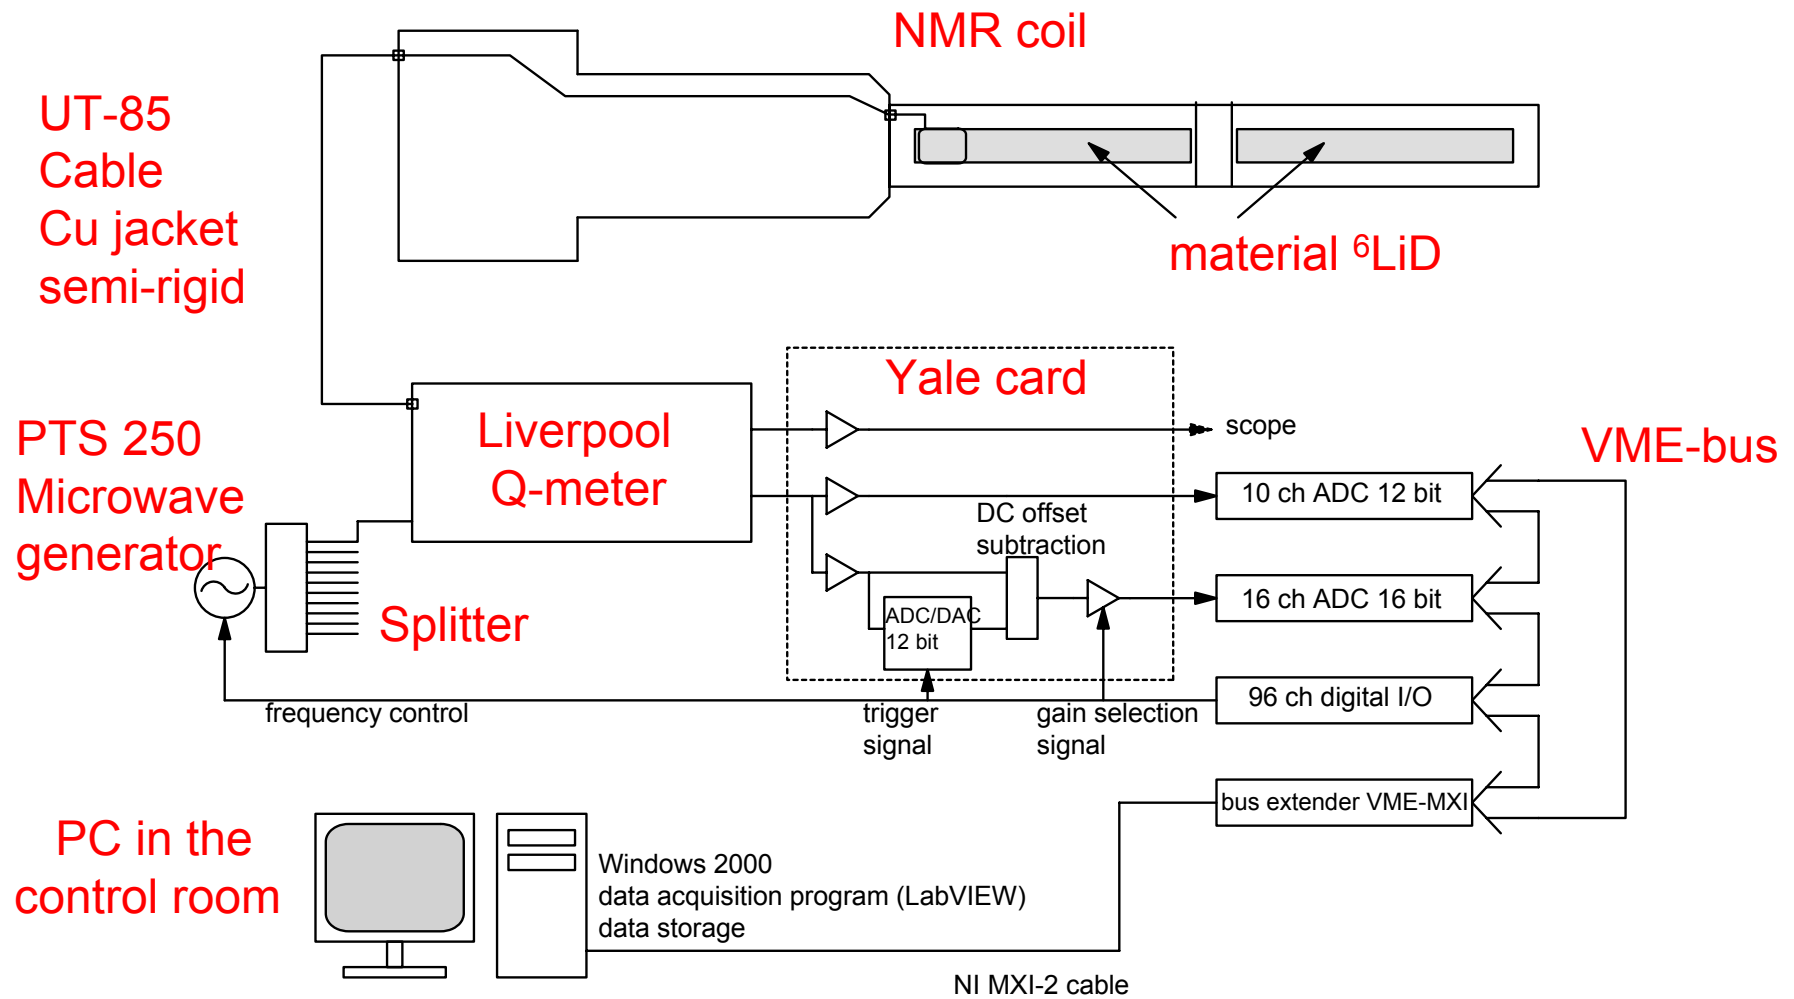 NMR coil
UT-85
Cable
Cu jacket
semi-rigid
material ⁶LiD
Yale card
Liverpool
Q-meter
scope
VME-bus
PTS 250
Microwave
generator
10 ch ADC 12 bit
DC offset
subtraction
16 ch ADC 16 bit
ADC/DAC
12 bit
Splitter
96 ch digital I/O
frequency control
trigger
signal
gain selection
signal
bus extender VME-MXI
PC in the
control room
Windows 2000
data acquisition program (LabVIEW)
data storage
NI MXI-2 cable